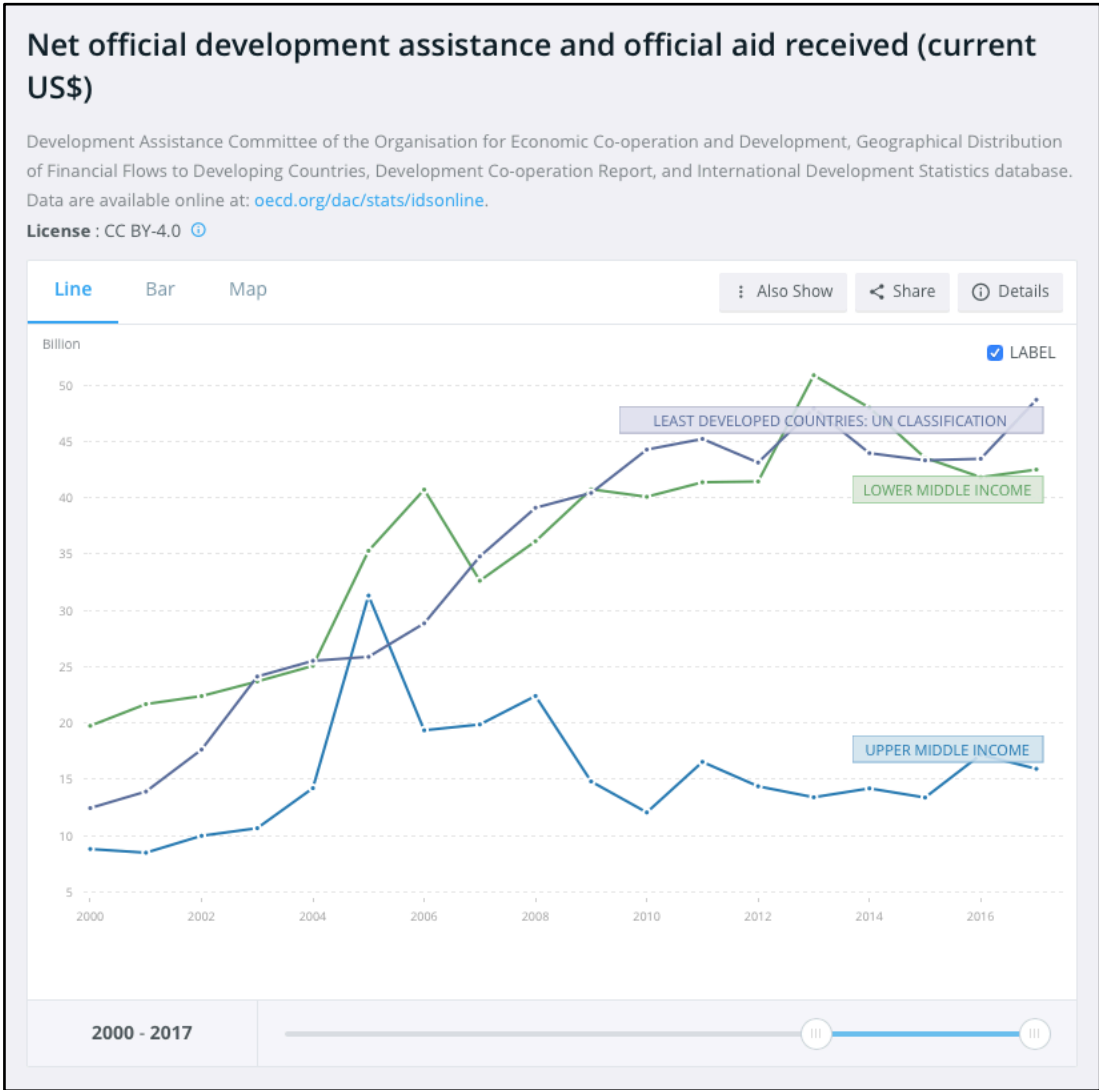 Net official development assistance and official aid received (current
US$)
Development Assistance Committee of the Organisation for Economic Co-operation and Development, Geographical Distribution
of Financial Flows to Developing Countries, Development Co-operation Report, and International Development Statistics database.
Data are available online at: oecd.org/dac/stats/idsonline.
License : CC BY-4.0
Line Bar Map Also Show Share Details
Billion
LABEL
50
LEAST DEVELOPED COUNTRIES: UN CLASSIFICATION
45
LOWER MIDDLE INCOME
40
35
30
25
20
UPPER MIDDLE INCOME
15
10
5
2000 2002 2004 2006 2008 2010 2012 2014 2016
2000 - 2017